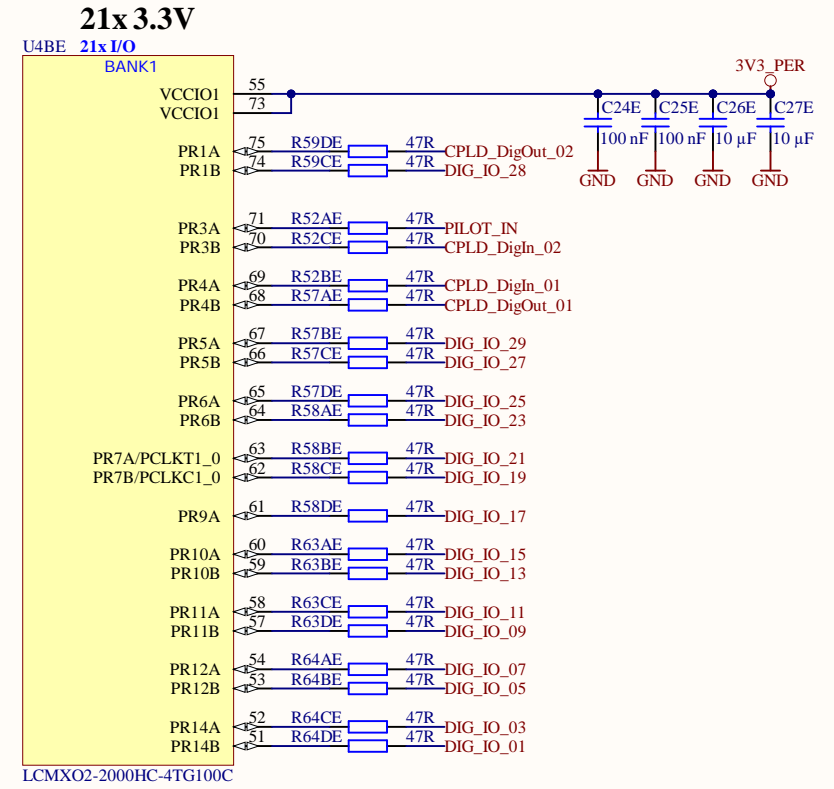 21x 3.3V
U4BE 21x I/O
BANK1
3V3_PER
VCCIO1 55
VCCIO1 73
C24E C25E C26E C27E
100 nF 100 nF 10 µF 10 µF
GND GND GND GND
PR1A 75 R59DE 47R CPLD_DigOut_02
PR1B 74 R59CE 47R DIG_IO_28
PR3A 71 R52AE 47R PILOT_IN
PR3B 70 R52CE 47R CPLD_DigIn_02
PR4A 69 R52BE 47R CPLD_DigIn_01
PR4B 68 R57AE 47R CPLD_DigOut_01
PR5A 67 R57BE 47R DIG_IO_29
PR5B 66 R57CE 47R DIG_IO_27
PR6A 65 R57DE 47R DIG_IO_25
PR6B 64 R58AE 47R DIG_IO_23
PR7A/PCLKT1_0 63 R58BE 47R DIG_IO_21
PR7B/PCLKC1_0 62 R58CE 47R DIG_IO_19
PR9A 61 R58DE 47R DIG_IO_17
PR10A 60 R63AE 47R DIG_IO_15
PR10B 59 R63BE 47R DIG_IO_13
PR11A 58 R63CE 47R DIG_IO_11
PR11B 57 R63DE 47R DIG_IO_09
PR12A 54 R64AE 47R DIG_IO_07
PR12B 53 R64BE 47R DIG_IO_05
PR14A 52 R64CE 47R DIG_IO_03
PR14B 51 R64DE 47R DIG_IO_01
LCMXO2-2000HC-4TG100C